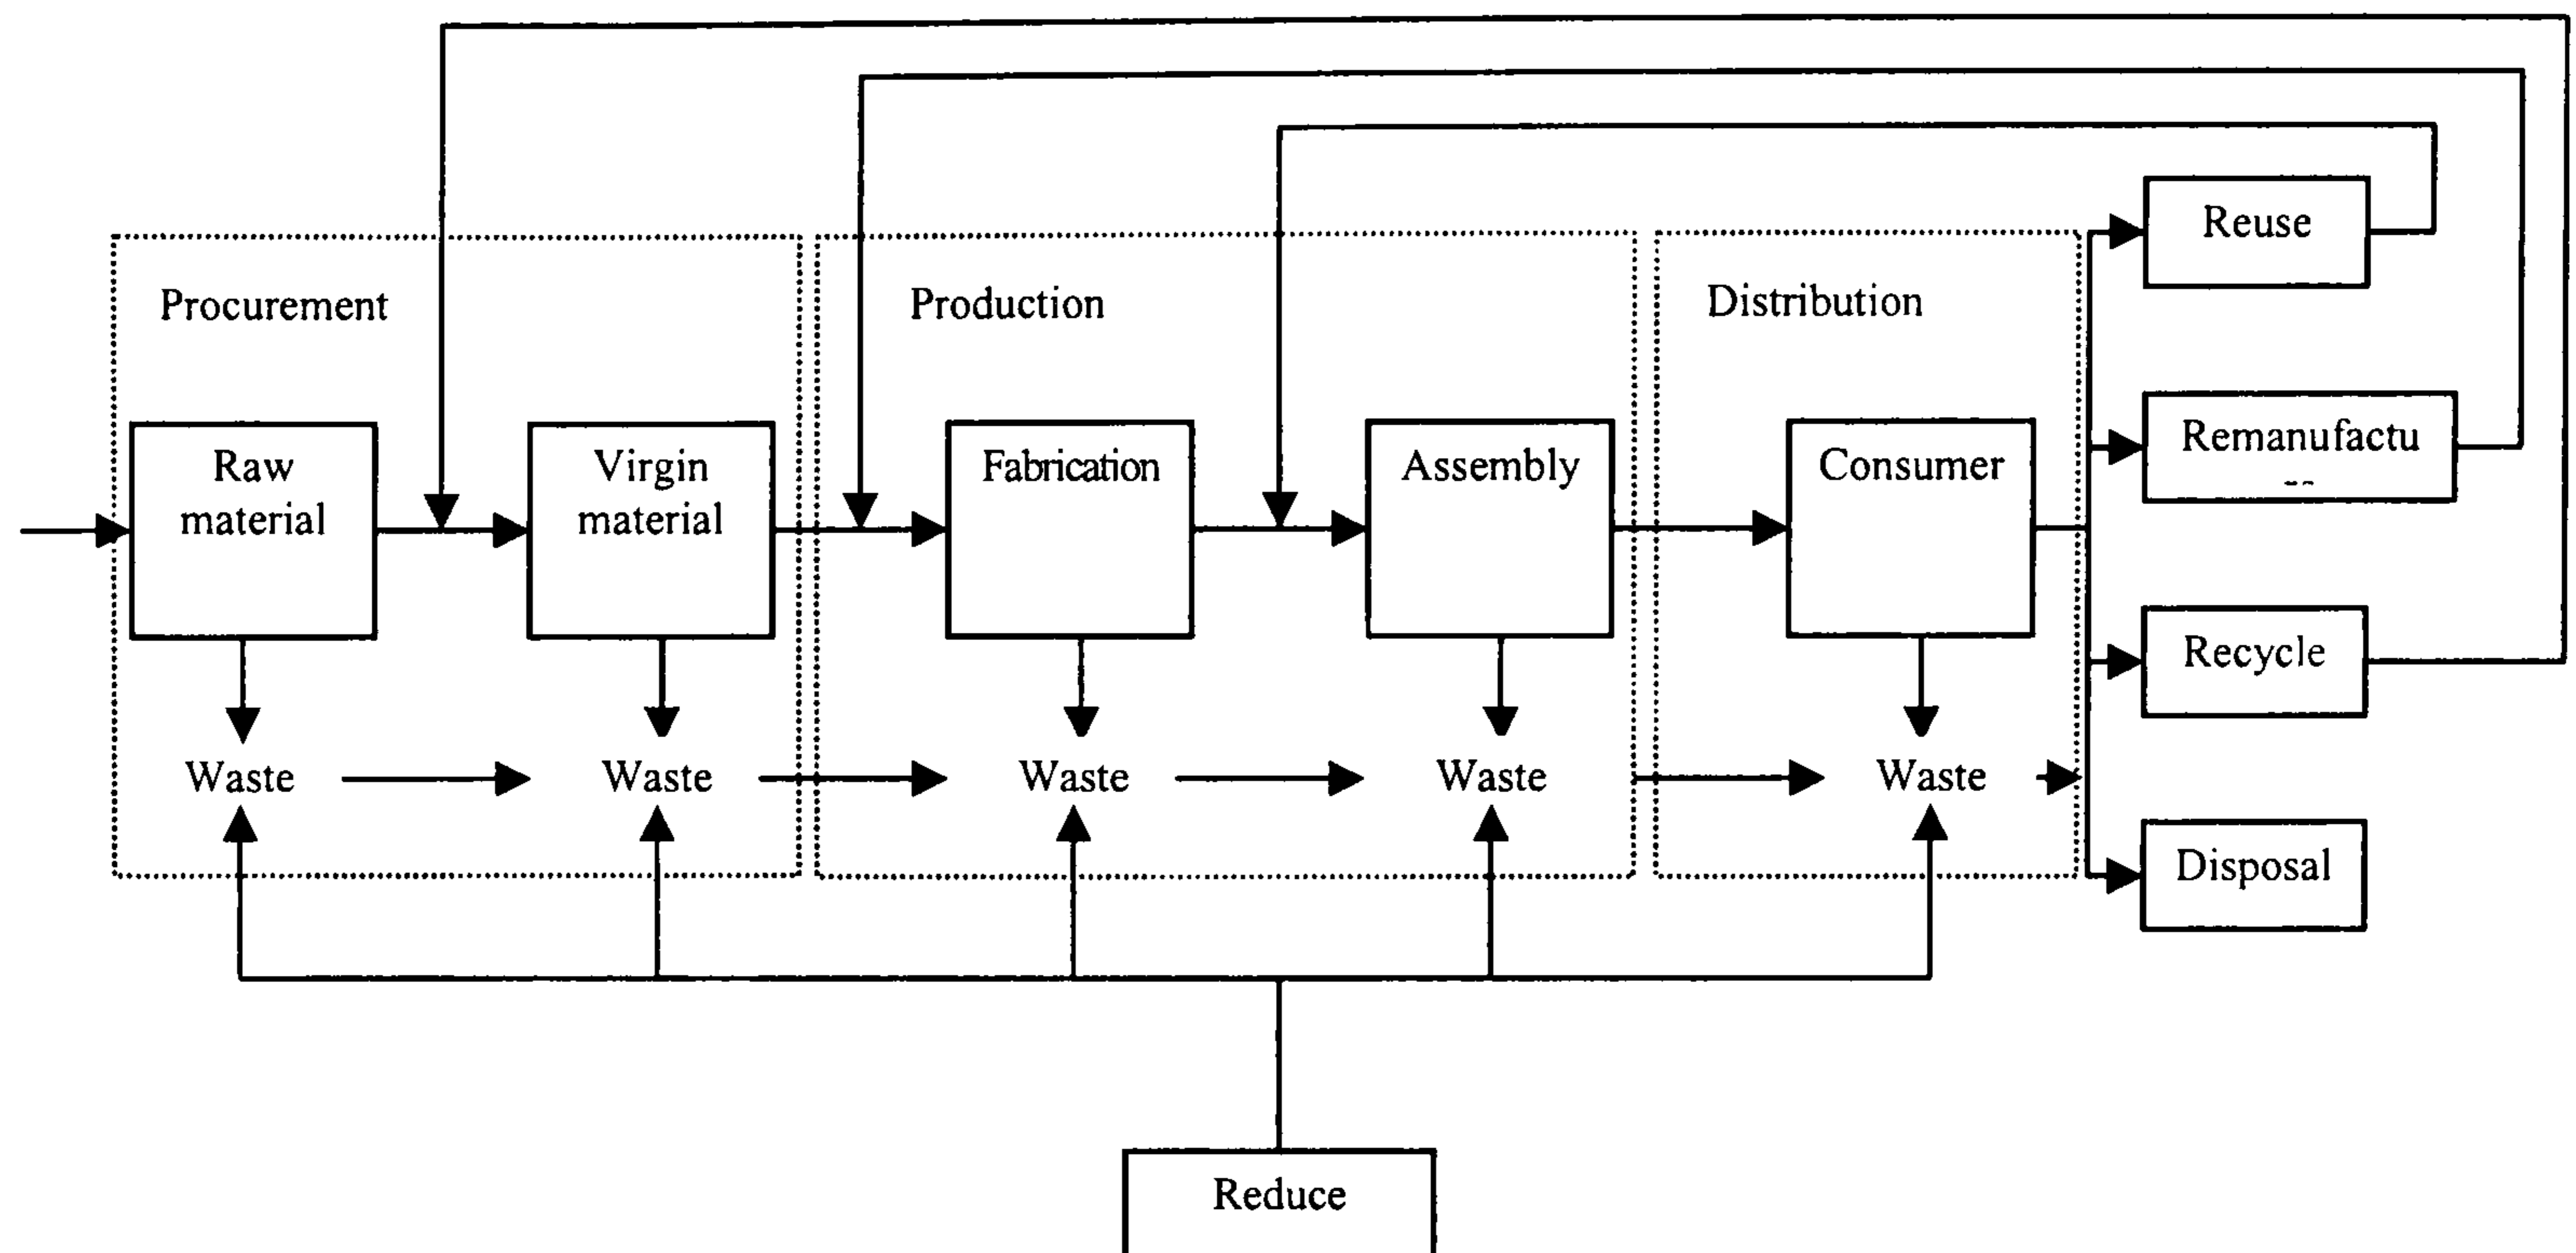 Reuse
Procurement
Production
Distribution
Raw
material
Virgin
material
Fabrication
Assembly
Consumer
Remanufactu
Recycle
Waste
Waste
Waste
Waste
Waste
Disposal
Reduce